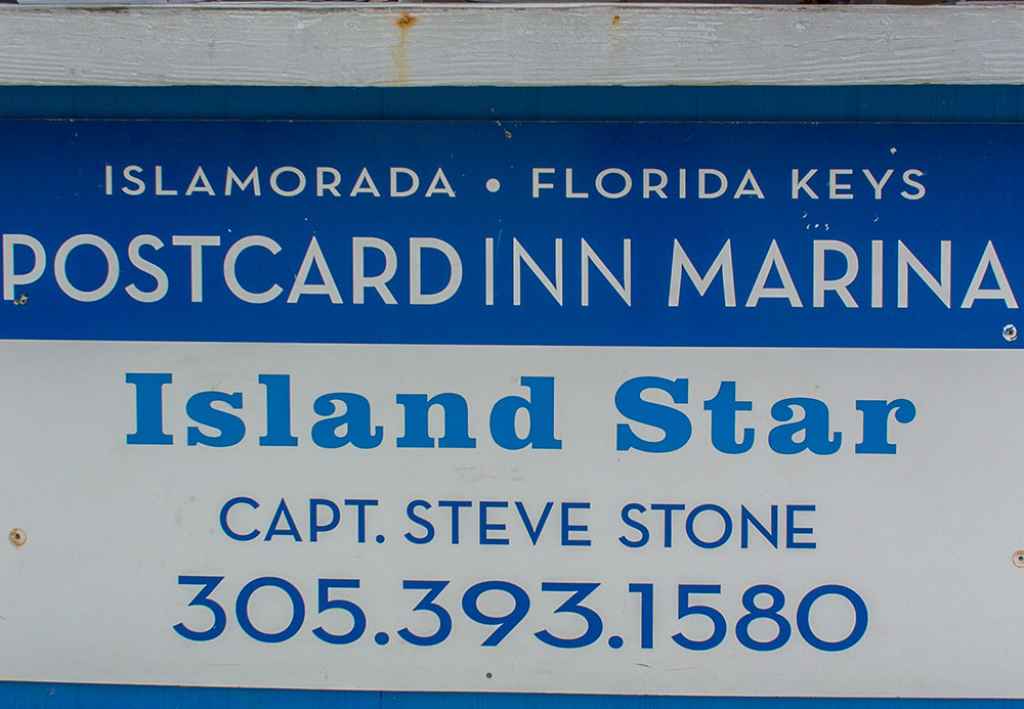 ISLAMORADA • FLORIDA KEYS
POSTCARD INN MARINA
Island Star
CAPT. STEVE STONE
305.393.1580